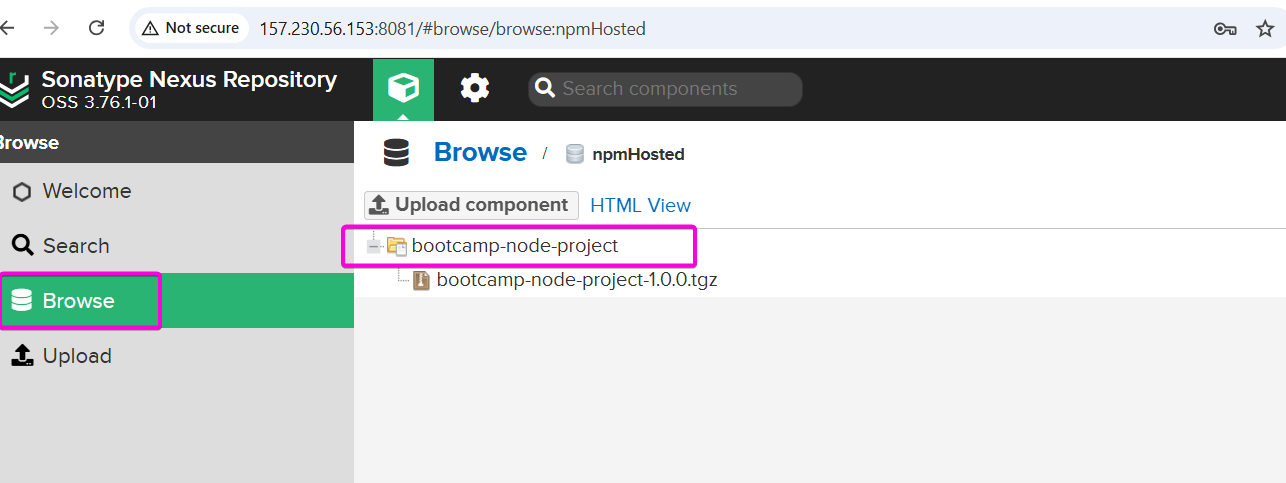 Not secure 157.230.56.153:8081/#browse/browse:npmHosted
Sonatype Nexus Repository
OSS 3.76.1-01
Search components
Browse
Browse / npmHosted
Welcome
Upload component HTML View
Search
bootcamp-node-project
bootcamp-node-project-1.0.0.tgz
Browse
Upload